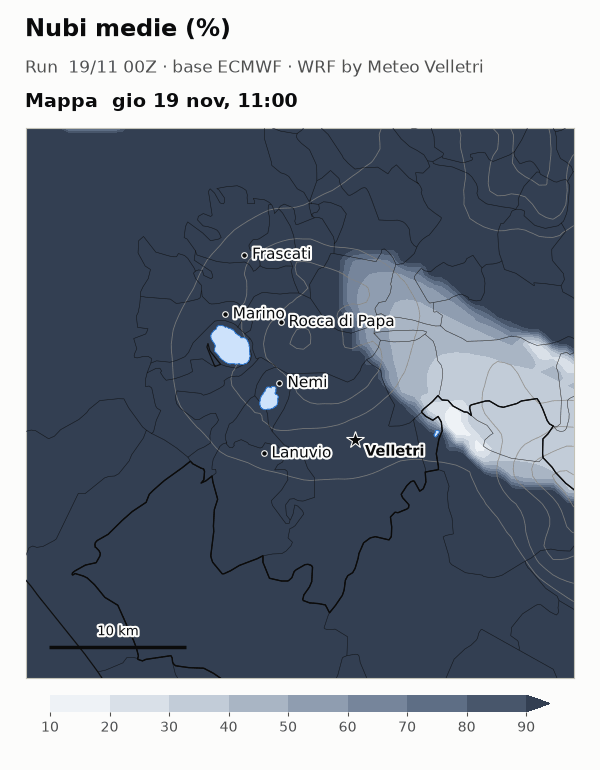 Nubi medie (%)
Run 19/11 00Z · base ECMWF · WRF by Meteo Velletri
Mappa gio 19 nov, 11:00
Frascati
Marino
Rocca di Papa
Nemi
Velletri
Lanuvio
10 km
10 20 30 40 50 60 70 80 90